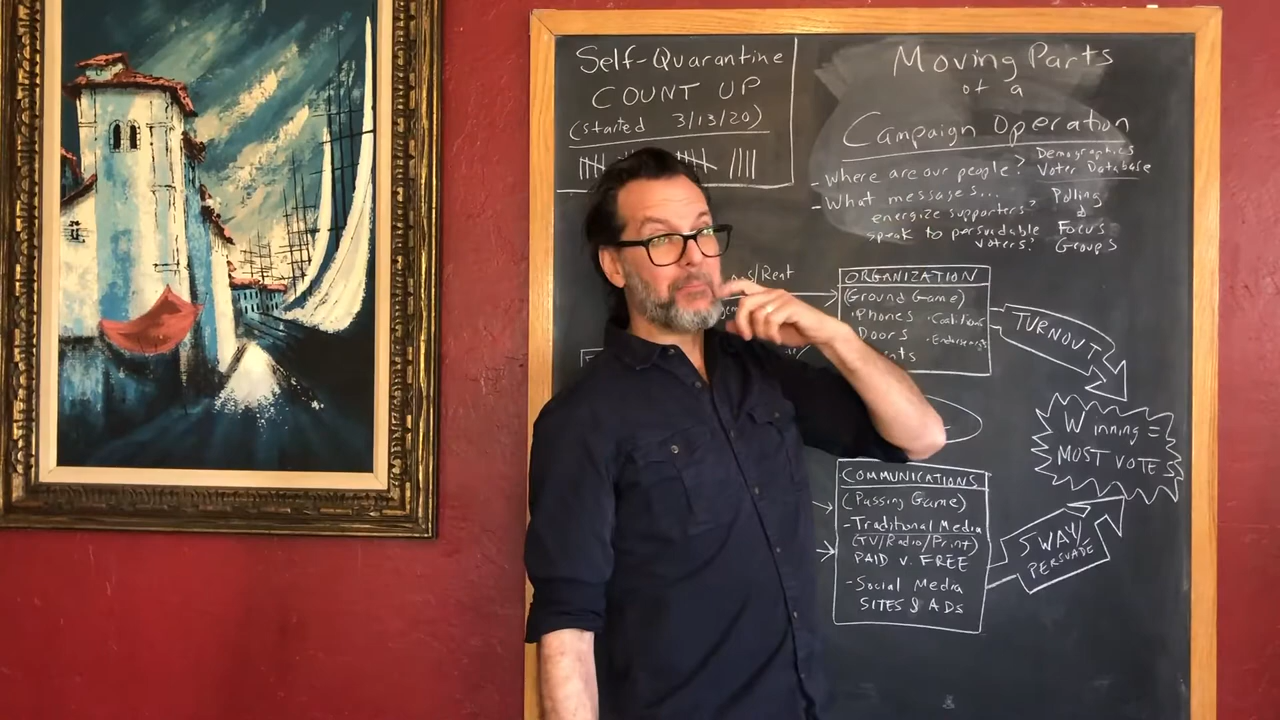 Self-Quarantine
COUNT UP
(started 3/13/20)
Moving Parts
of a
Campaign Operation
- Where are our people?
Demographics
Voter Database
- What messages...
energize supporters?
speak to persuadable
voters?
Polling
&
Focus
Groups
/Rent
ORGANIZATION
(Ground Game)
· Phones
· Coalitions
Doors
· Endorsements
TURNOUT
Winning =
MOST VOTES
COMMUNICATIONS
(Passing Game)
- Traditional Media
(TV/Radio/Print)
PAID V. FREE
- Social Media
SITES & ADS
SWAY/
PERSUADE